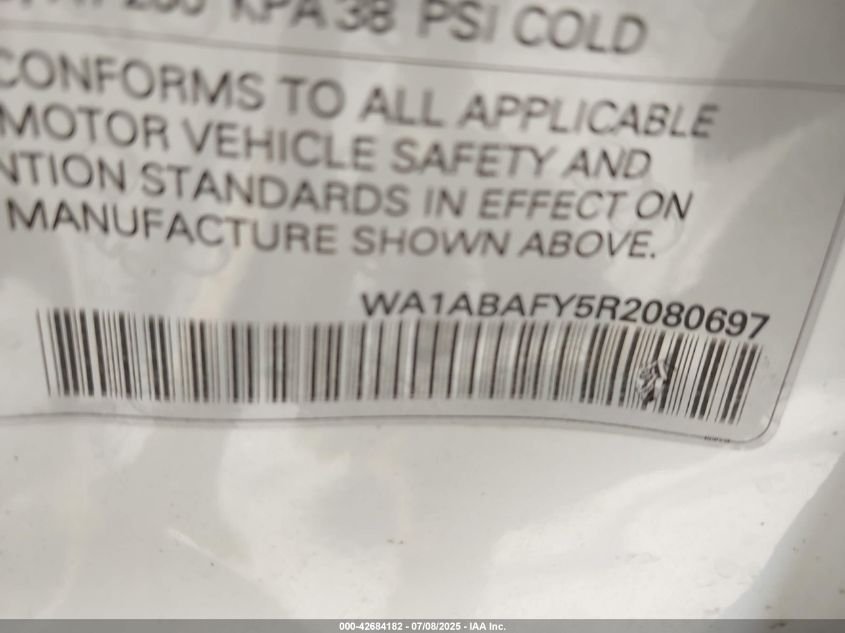 KPA 38 PSI COLD
CONFORMS TO ALL APPLICABLE
MOTOR VEHICLE SAFETY AND
NTION STANDARDS IN EFFECT ON
MANUFACTURE SHOWN ABOVE.
WA1ABAFY5R2080697
000-42684182 - 07/08/2025 - IAA Inc.